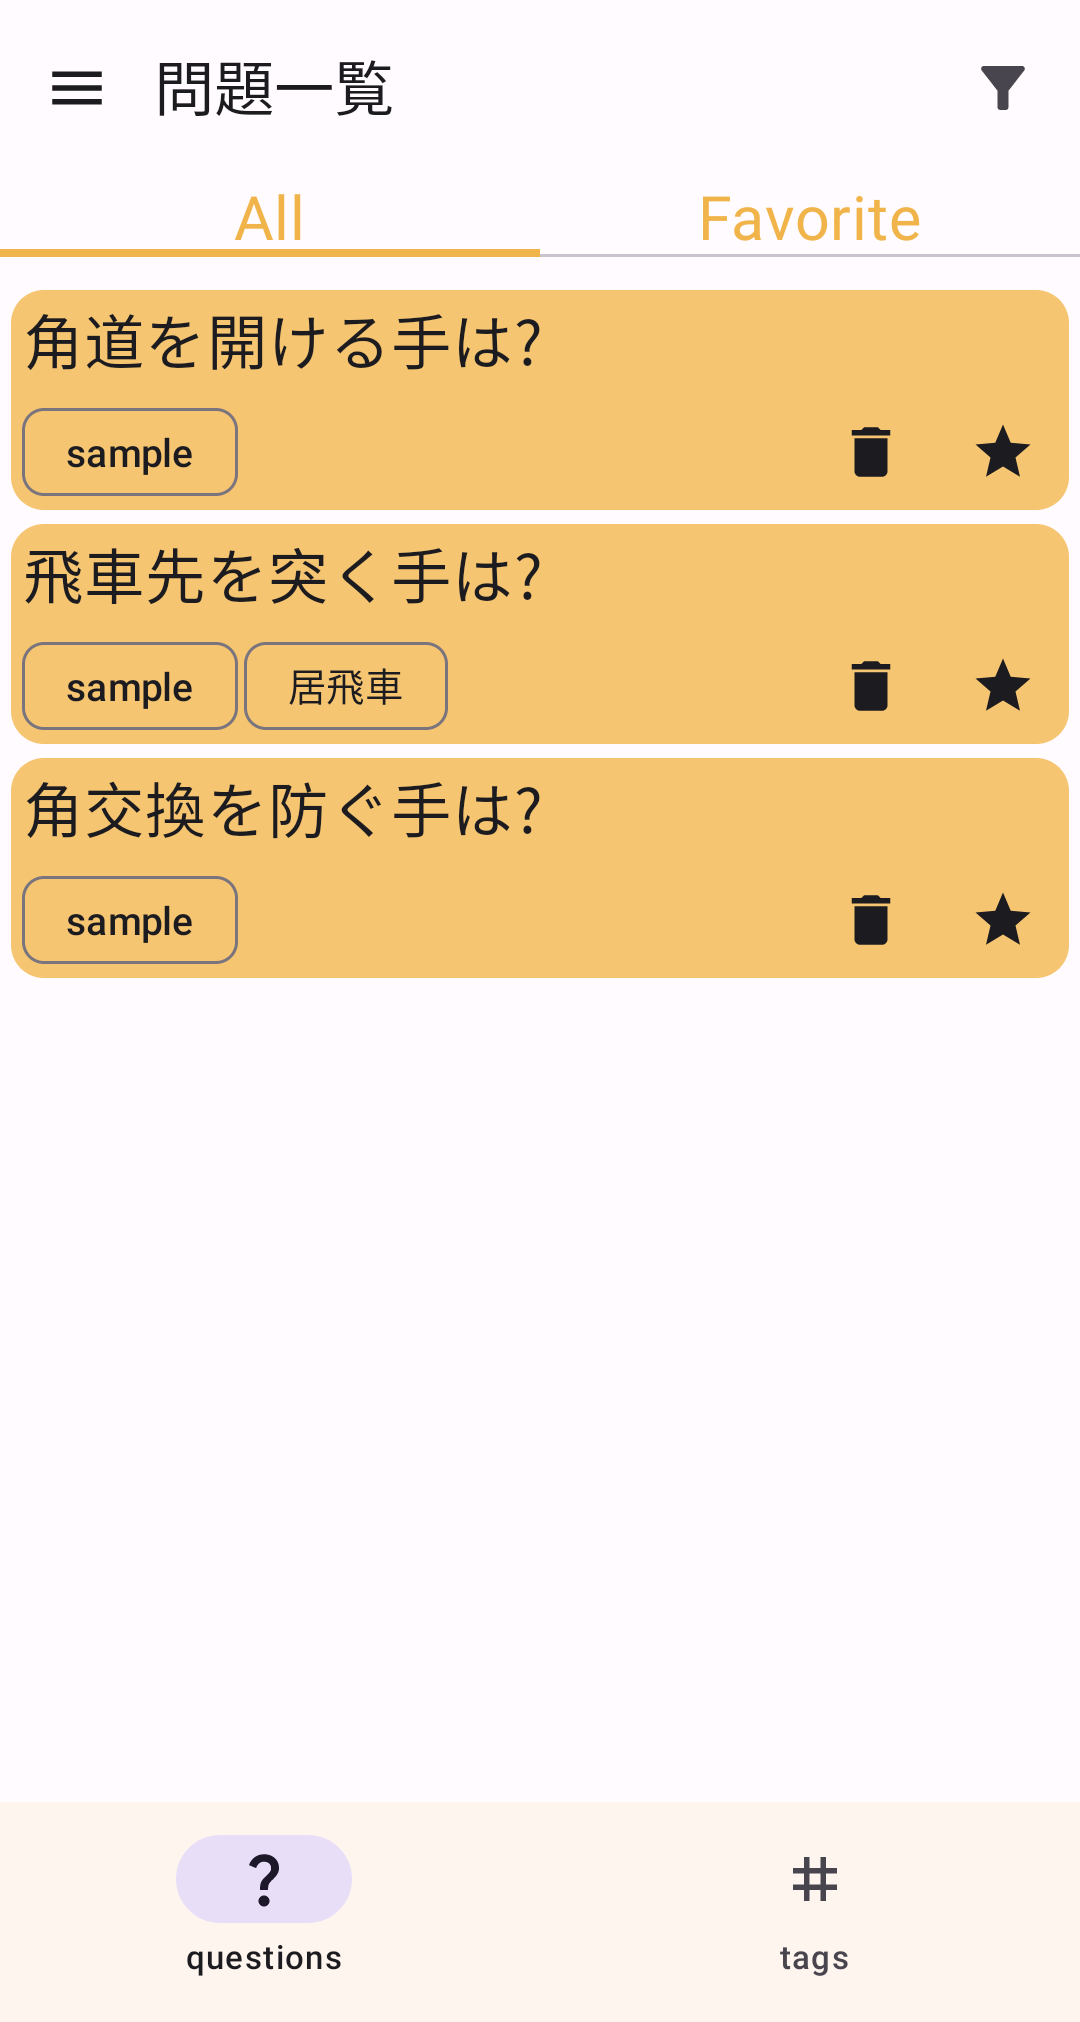 問題一覧
All
Favorite
角道を開ける手は?
sample
飛車先を突く手は?
sample
居飛車
角交換を防ぐ手は?
sample
questions
tags